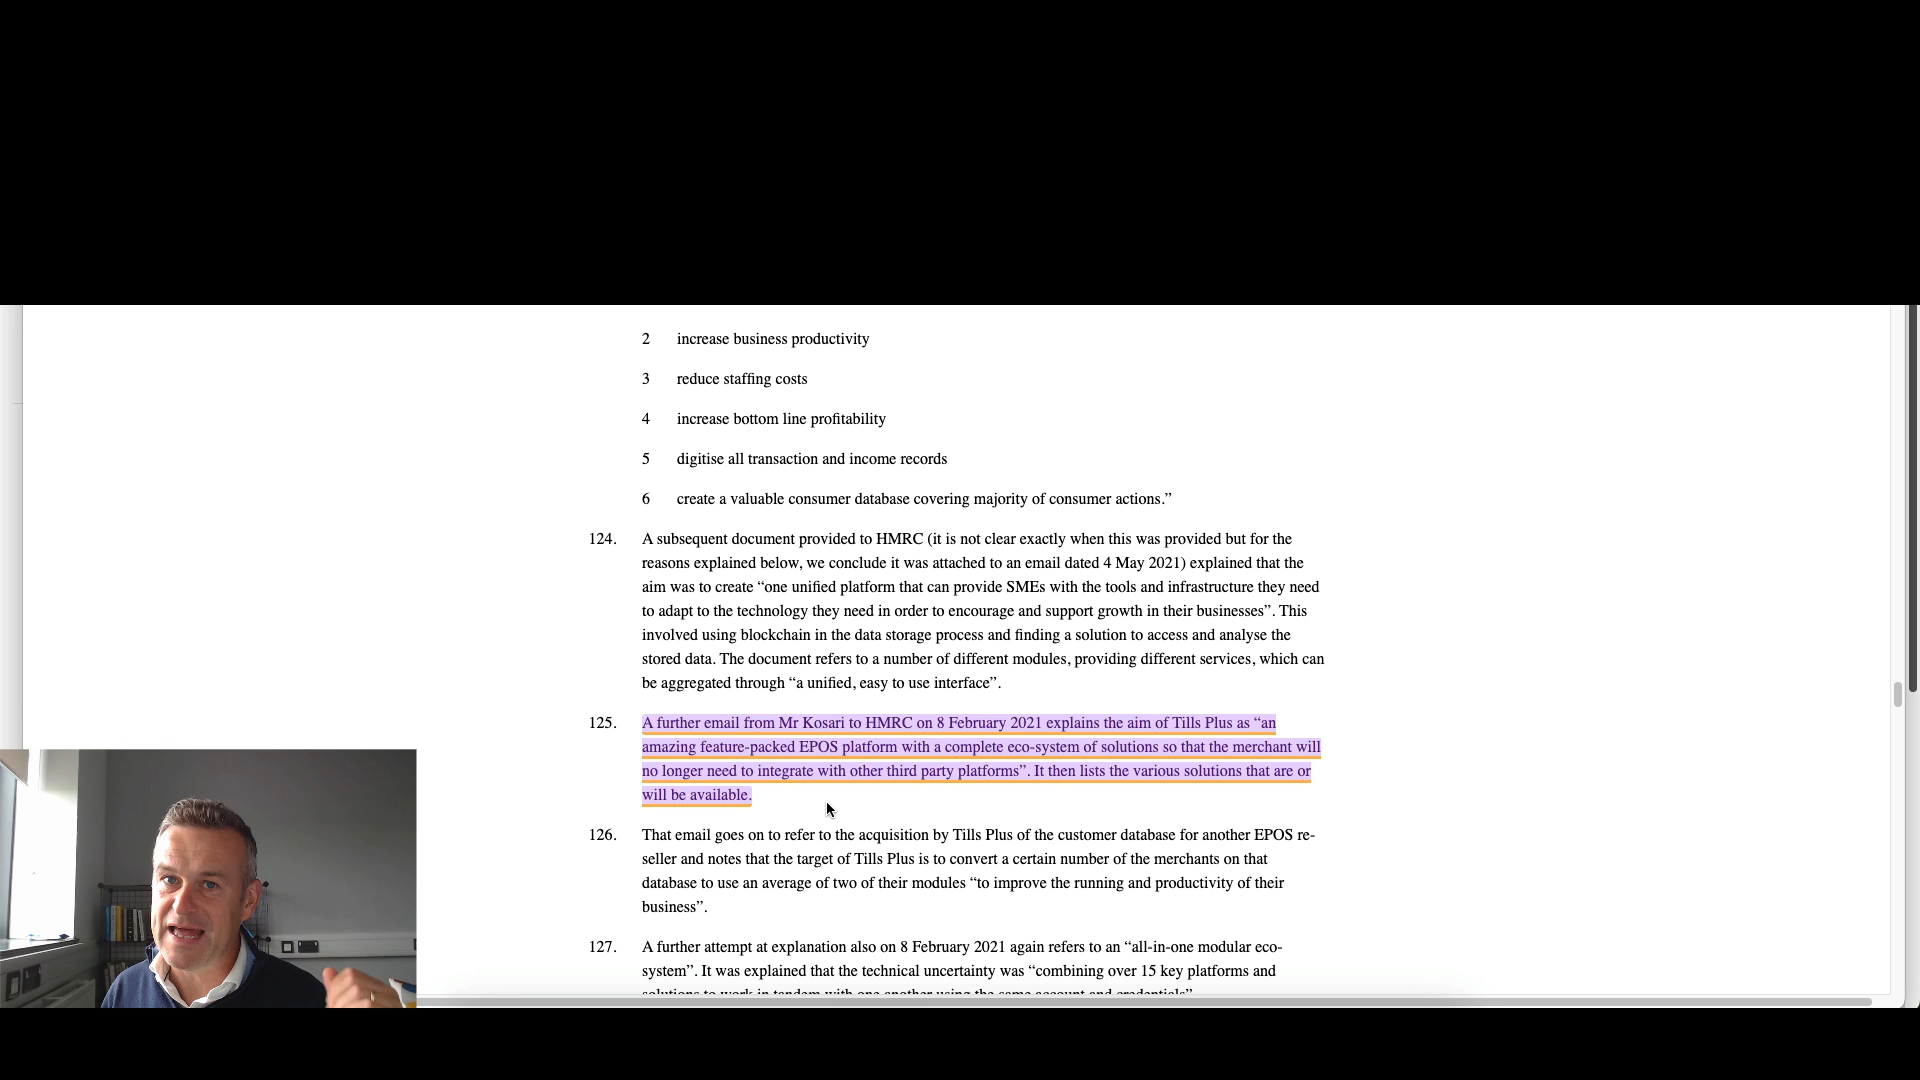 2 increase business productivity
3 reduce staffing costs
4 increase bottom line profitability
5 digitise all transaction and income records
6 create a valuable consumer database covering majority of consumer actions.”
124. A subsequent document provided to HMRC (it is not clear exactly when this was provided but for the
reasons explained below, we conclude it was attached to an email dated 4 May 2021) explained that the
aim was to create “one unified platform that can provide SMEs with the tools and infrastructure they need
to adapt to the technology they need in order to encourage and support growth in their businesses”. This
involved using blockchain in the data storage process and finding a solution to access and analyse the
stored data. The document refers to a number of different modules, providing different services, which can
be aggregated through “a unified, easy to use interface”.
125. A further email from Mr Kosari to HMRC on 8 February 2021 explains the aim of Tills Plus as “an
amazing feature-packed EPOS platform with a complete eco-system of solutions so that the merchant will
no longer need to integrate with other third party platforms”. It then lists the various solutions that are or
will be available.
126. That email goes on to refer to the acquisition by Tills Plus of the customer database for another EPOS re-
seller and notes that the target of Tills Plus is to convert a certain number of the merchants on that
database to use an average of two of their modules “to improve the running and productivity of their
business”.
127. A further attempt at explanation also on 8 February 2021 again refers to an “all-in-one modular eco-
system”. It was explained that the technical uncertainty was “combining over 15 key platforms and
solutions to work in tandem with one another using the same account and credentials”